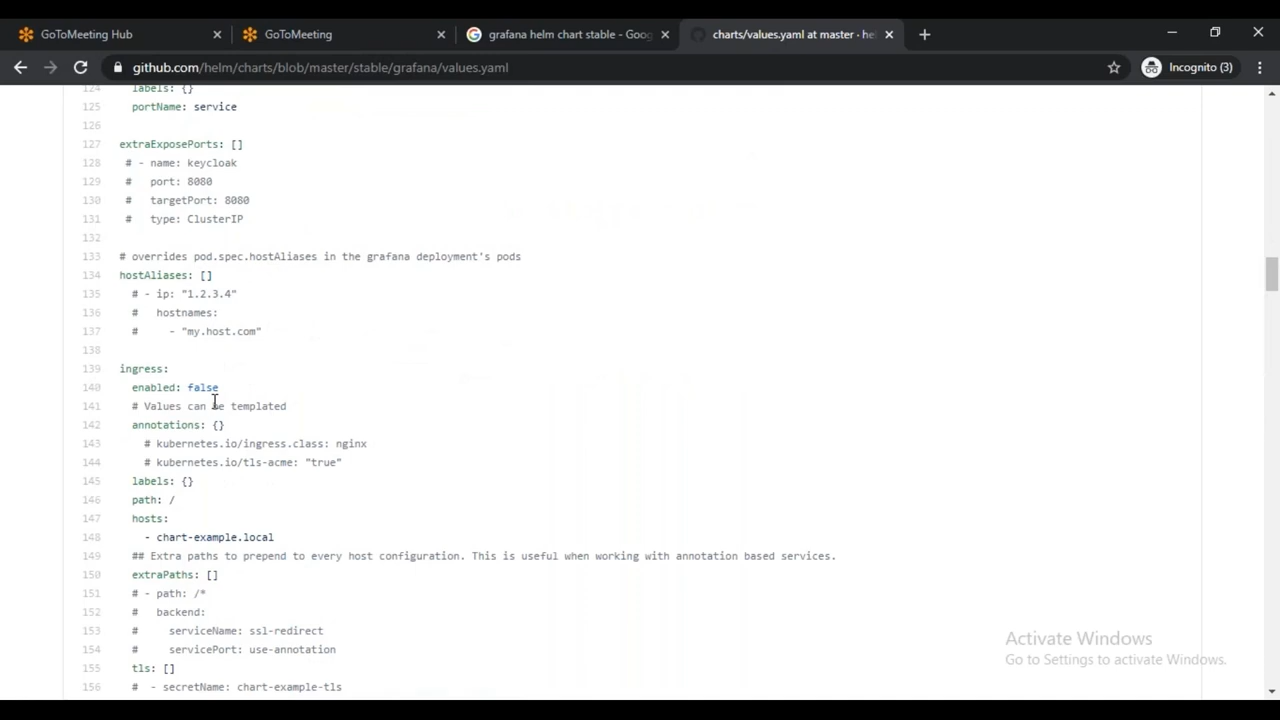 GoToMeeting Hub
GoToMeeting
grafana helm chart stable - Goog
charts/values.yaml at master · he
github.com/helm/charts/blob/master/stable/grafana/values.yaml
Incognito (3)
124 labels: {}
125 portName: service
126
127 extraExposePorts: []
128 # - name: keycloak
129 #   port: 8080
130 #   targetPort: 8080
131 #   type: ClusterIP
132
133 # overrides pod.spec.hostAliases in the grafana deployment's pods
134 hostAliases: []
135 # - ip: "1.2.3.4"
136 #   hostnames:
137 #     - "my.host.com"
138
139 ingress:
140 enabled: false
141 # Values can be templated
142 annotations: {}
143 # kubernetes.io/ingress.class: nginx
144 # kubernetes.io/tls-acme: "true"
145 labels: {}
146 path: /
147 hosts:
148 - chart-example.local
149 ## Extra paths to prepend to every host configuration. This is useful when working with annotation based services.
150 extraPaths: []
151 # - path: /*
152 #   backend:
153 #     serviceName: ssl-redirect
154 #     servicePort: use-annotation
155 tls: []
156 #  - secretName: chart-example-tls
Activate Windows
Go to Settings to activate Windows.